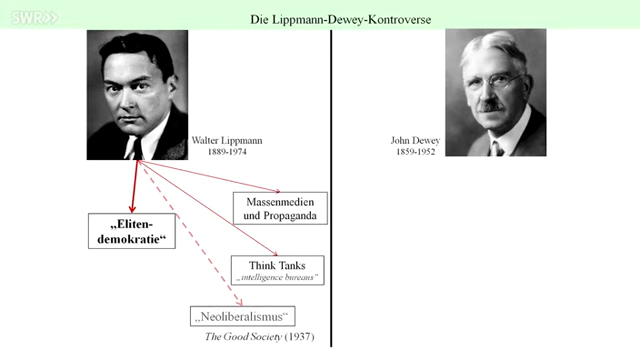 SWR>>
Die Lippmann-Dewey-Kontroverse
Walter Lippmann
1889-1974
John Dewey
1859-1952
Massenmedien
und Propaganda
„Eliten-
demokratie“
Think Tanks
„intelligence bureaus“
„Neoliberalismus“
The Good Society (1937)